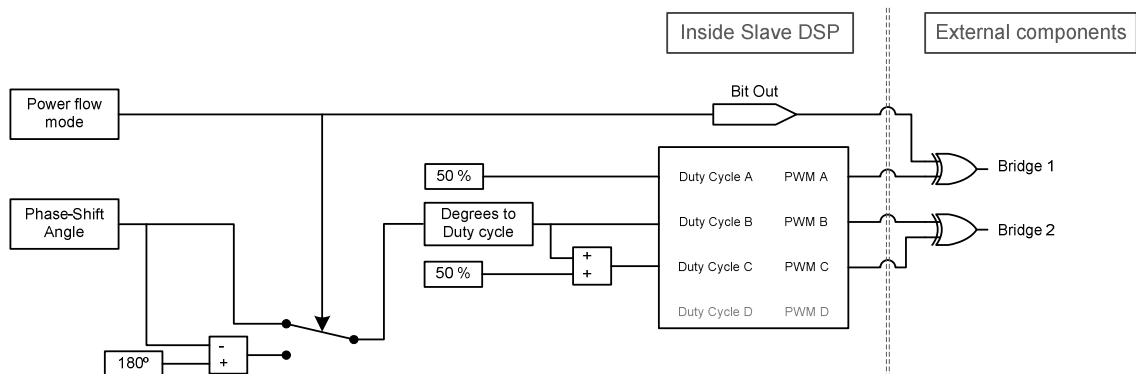 Inside Slave DSP
External components
Power flow
mode
Bit Out
50 %
Duty Cycle A
PWM A
Bridge 1
Phase-Shift
Angle
Degrees to
Duty cycle
Duty Cycle B
PWM B
Bridge 2
+
+
50 %
Duty Cycle C
PWM C
Duty Cycle D
PWM D
-
+
180º